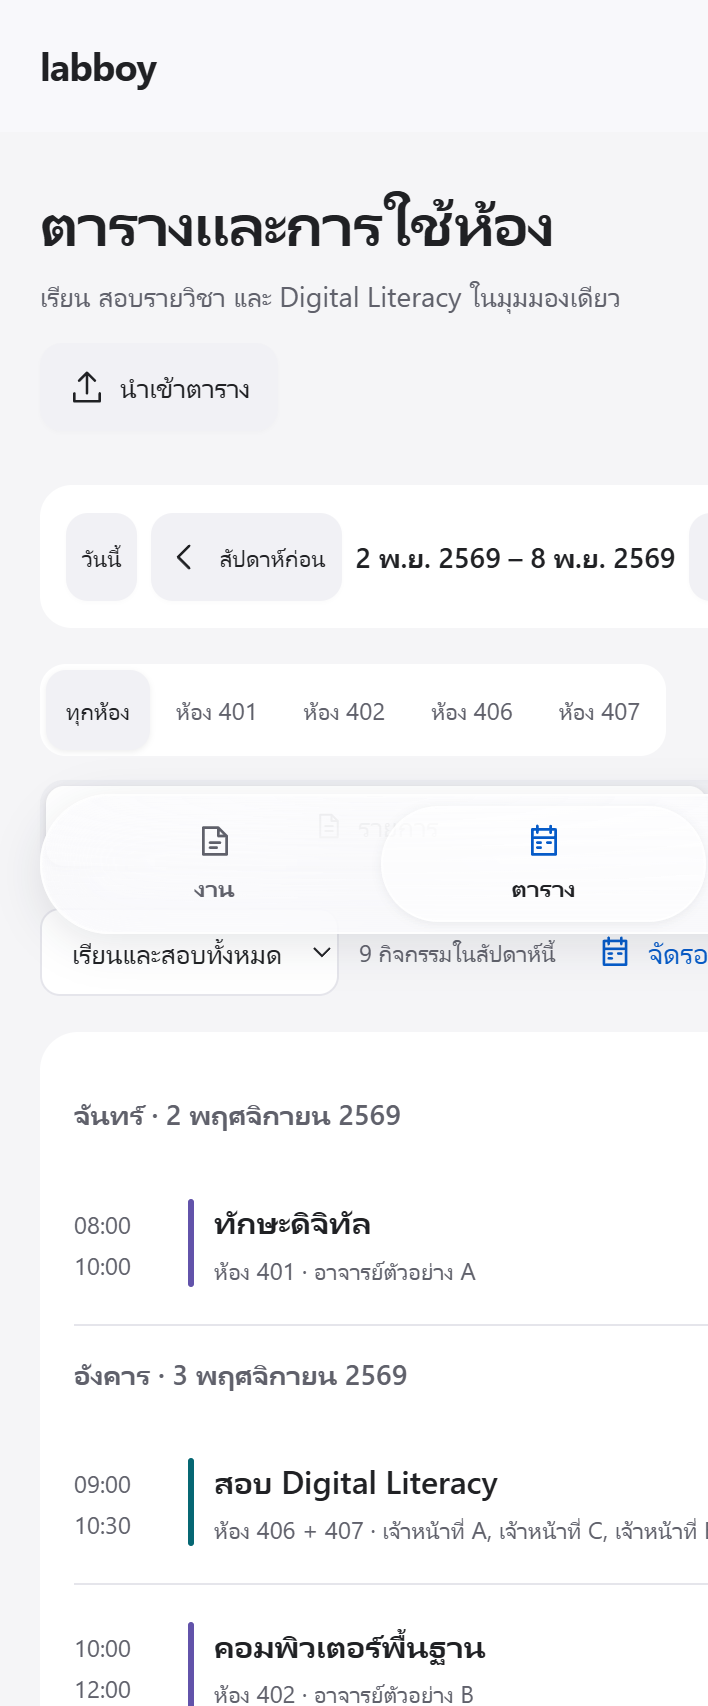 labboy
ตารางและการใช้ห้อง
เรียน สอบรายวิชา และ Digital Literacy ในมุมมองเดียว
นำเข้าตาราง
วันนี้ สัปดาห์ก่อน 2 พ.ย. 2569 – 8 พ.ย. 2569
ทุกห้อง ห้อง 401 ห้อง 402 ห้อง 406 ห้อง 407
รายการ
งาน ตาราง
เรียนและสอบทั้งหมด 9 กิจกรรมในสัปดาห์นี้
จันทร์ · 2 พฤศจิกายน 2569
08:00 ทักษะดิจิทัล
10:00 ห้อง 401 · อาจารย์ตัวอย่าง A
อังคาร · 3 พฤศจิกายน 2569
09:00 สอบ Digital Literacy
10:30 ห้อง 406 + 407 · เจ้าหน้าที่ A, เจ้าหน้าที่ C, เจ้าหน้าที่
10:00 คอมพิวเตอร์พื้นฐาน
12:00 ห้อง 402 · อาจารย์ตัวอย่าง B